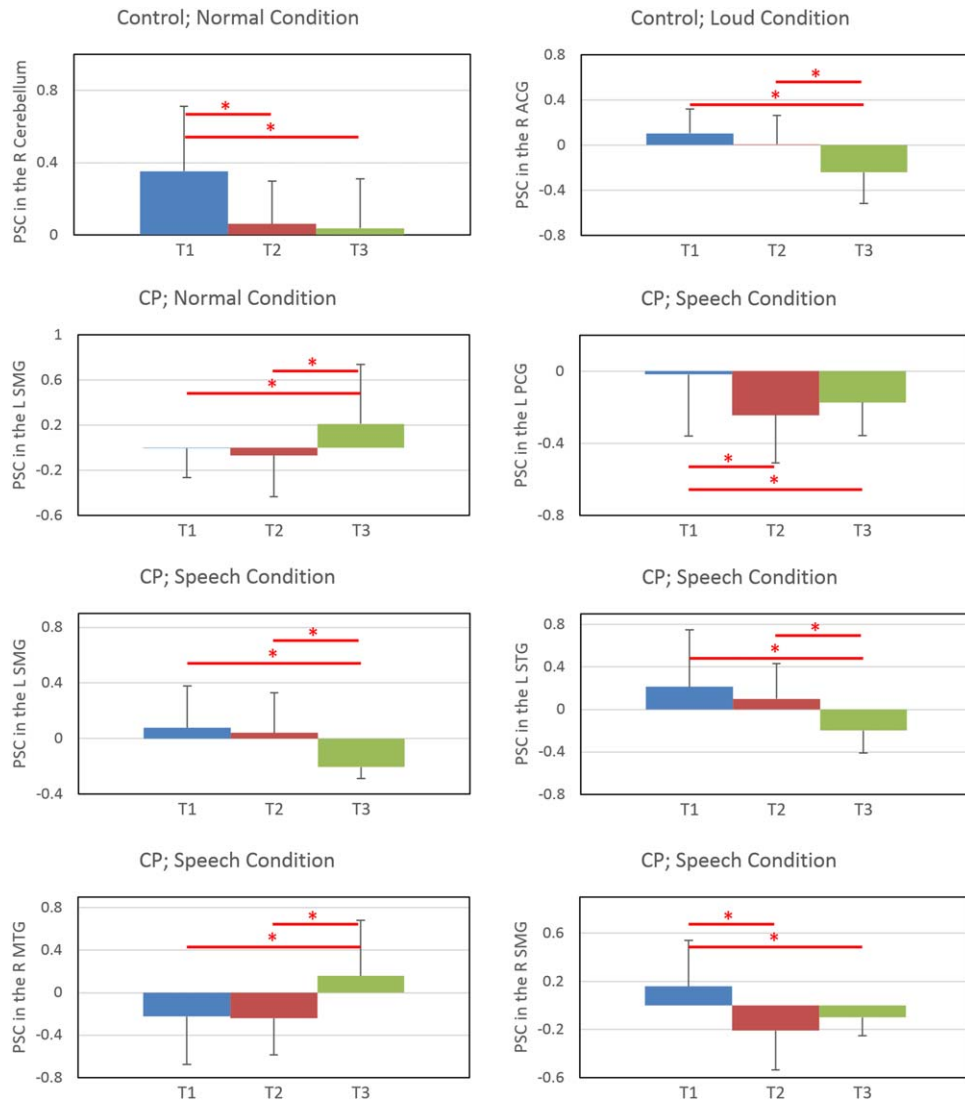 Control; Normal Condition
PSC in the R Cerebellum
0.8
0.4
0
*
*
T1 T2 T3
Control; Loud Condition
PSC in the R ACG
0.8
0.4
0
-0.4
-0.8
*
*
T1 T2 T3
CP; Normal Condition
PSC in the L SMG
1
0.6
0.2
-0.2
-0.6
*
*
T1 T2 T3
CP; Speech Condition
PSC in the L PCG
0
-0.4
-0.8
*
*
T1 T2 T3
CP; Speech Condition
PSC in the L SMG
0.8
0.4
0
-0.4
*
*
T1 T2 T3
CP; Speech Condition
PSC in the L STG
0.8
0.4
0
-0.4
-0.8
*
*
T1 T2 T3
CP; Speech Condition
PSC in the R MTG
0.8
0.4
0
-0.4
-0.8
*
*
T1 T2 T3
CP; Speech Condition
PSC in the R SMG
0.6
0.2
-0.2
-0.6
*
*
T1 T2 T3